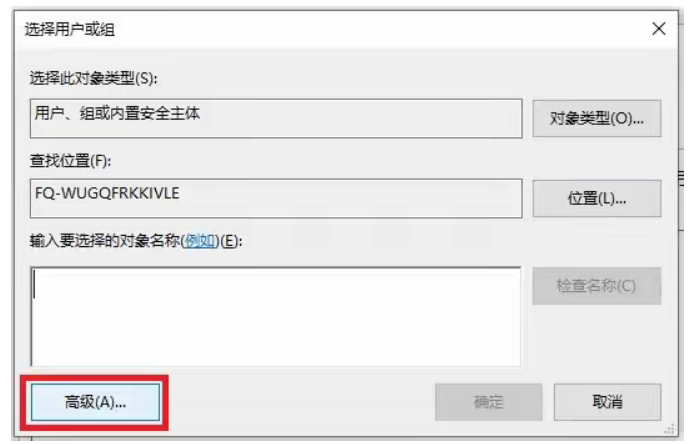 选择用户或组
选择此对象类型(S):
用户、组或内置安全主体
对象类型(O)...
查找位置(F):
FQ-WUGQFRKKIVLE
位置(L)...
输入要选择的对象名称(例如)(E):
检查名称(C)
高级(A)...
确定
取消